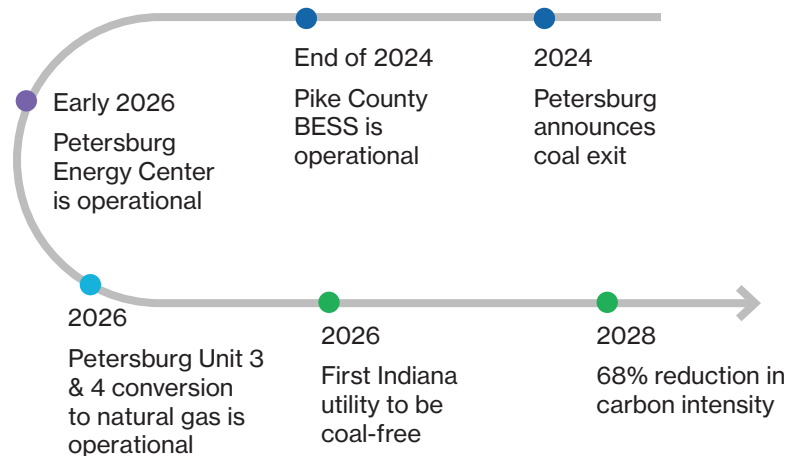 2024
Petersburg
announces
coal exit
End of 2024
Pike County
BESS is
operational
Early 2026
Petersburg
Energy Center
is operational
2026
Petersburg Unit 3
& 4 conversion
to natural gas is
operational
2026
First Indiana
utility to be
coal-free
2028
68% reduction in
carbon intensity